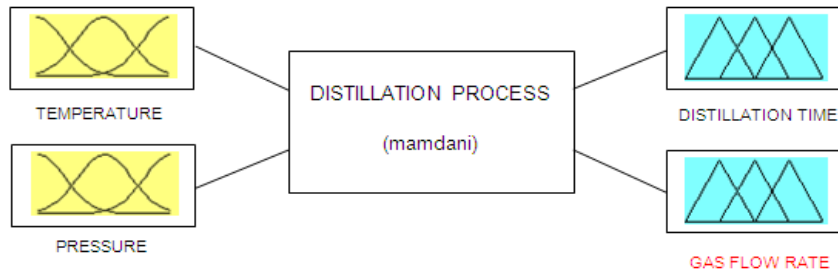 TEMPERATURE
PRESSURE
DISTILLATION PROCESS
(mamdani)
DISTILLATION TIME
GAS FLOW RATE